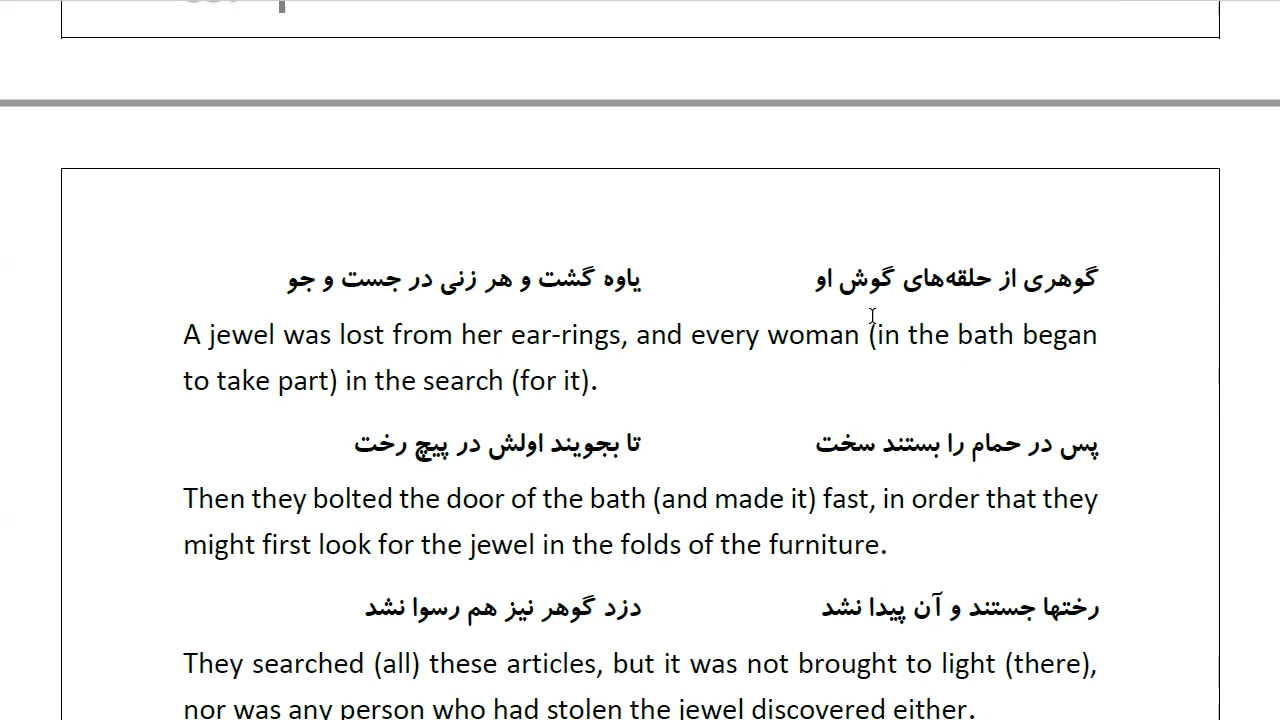 گوهری از حلقه‌های گوش او یاوه گشت و هر زنی در جست و جو
A jewel was lost from her ear-rings, and every woman (in the bath began
to take part) in the search (for it).
پس در حمام را بستند سخت تا بجویند اولش در پیچ رخت
Then they bolted the door of the bath (and made it) fast, in order that they
might first look for the jewel in the folds of the furniture.
رختها جستند و آن پیدا نشد دزد گوهر نیز هم رسوا نشد
They searched (all) these articles, but it was not brought to light (there),
nor was any person who had stolen the jewel discovered either.